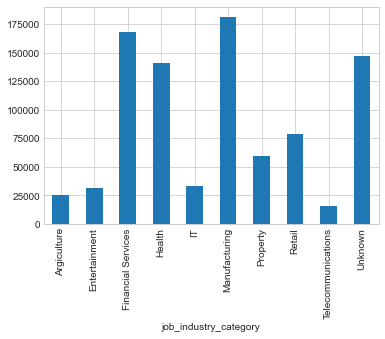 175000
150000
125000
100000
75000
50000
25000
0
Argiculture
Entertainment
Financial Services
Health
IT
Manufacturing
Property
Retail
Telecommunications
Unknown
job_industry_category